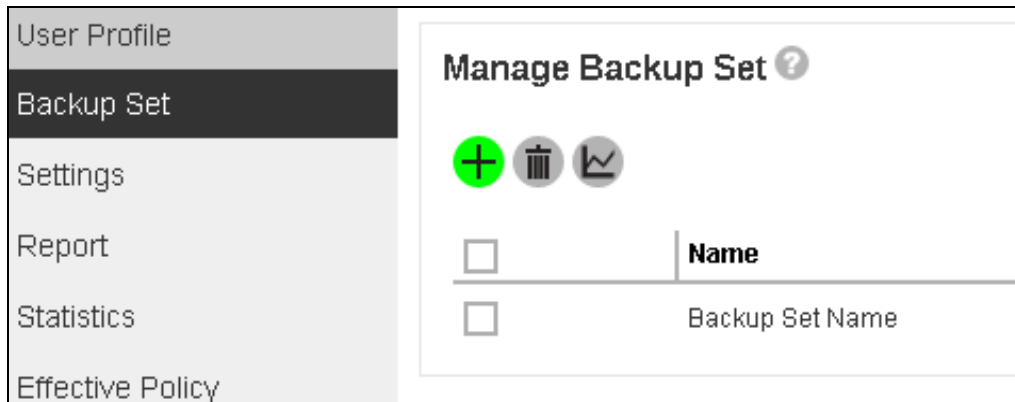 User Profile
Backup Set
Settings
Report
Statistics
Effective Policy
Manage Backup Set ?
Name
Backup Set Name